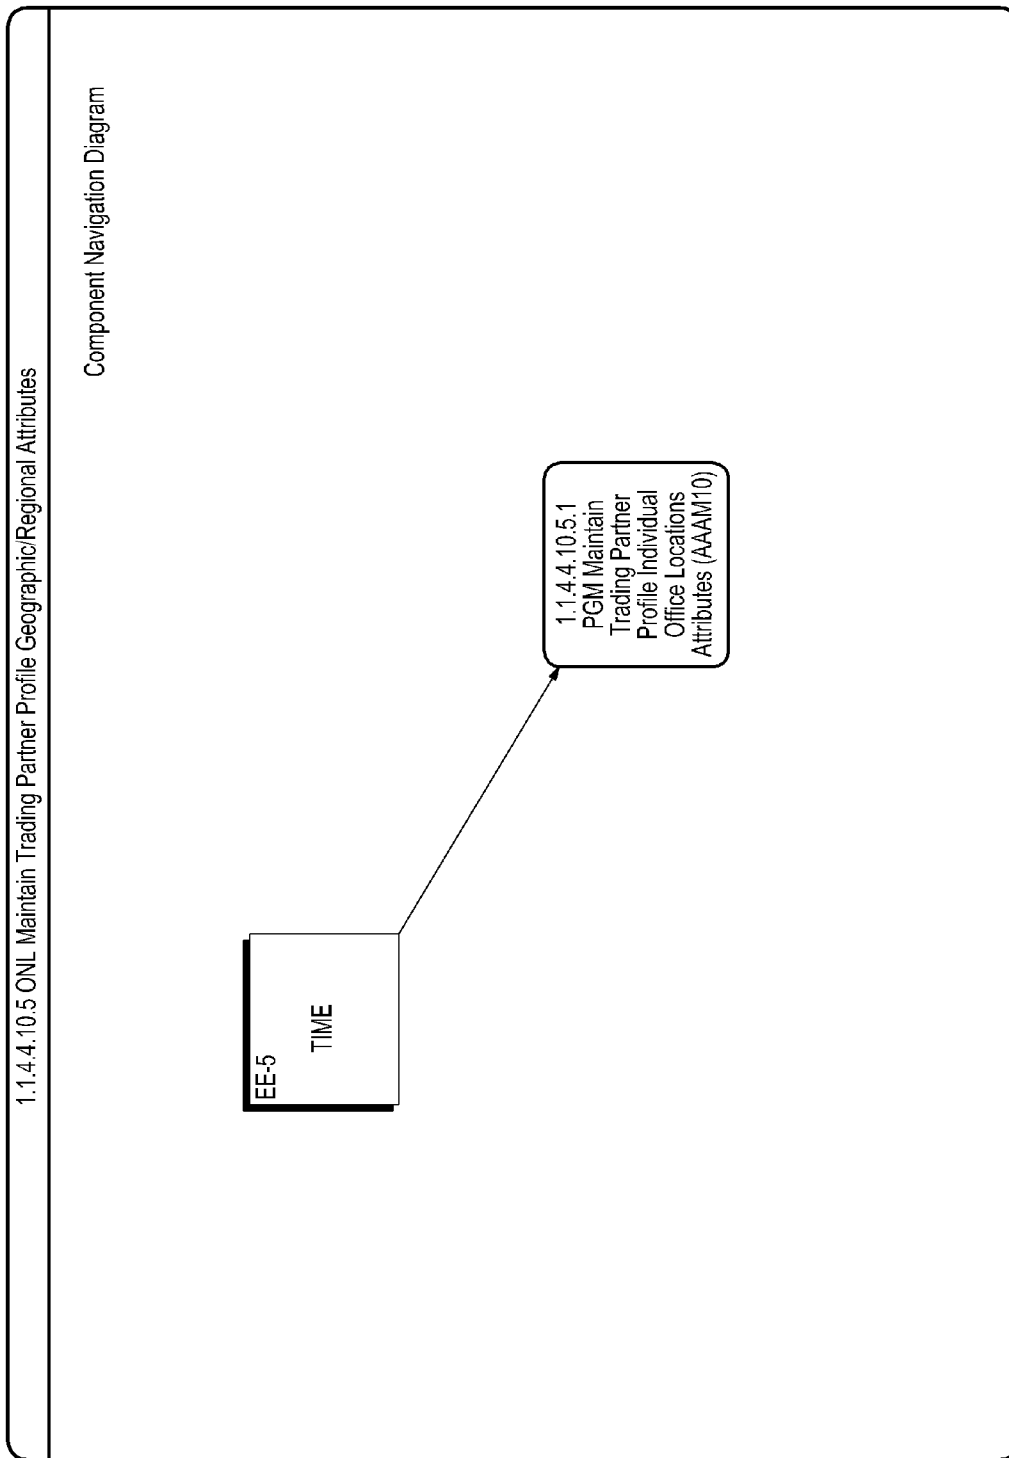 1.1.4.4.10.5 ONL Maintain Trading Partner Profile Geographic/Regional Attributes
Component Navigation Diagram
EE-5
TIME
1.1.4.4.10.5.1
PGM Maintain
Trading Partner
Profile Individual
Office Locations
Attributes (AAAM10)